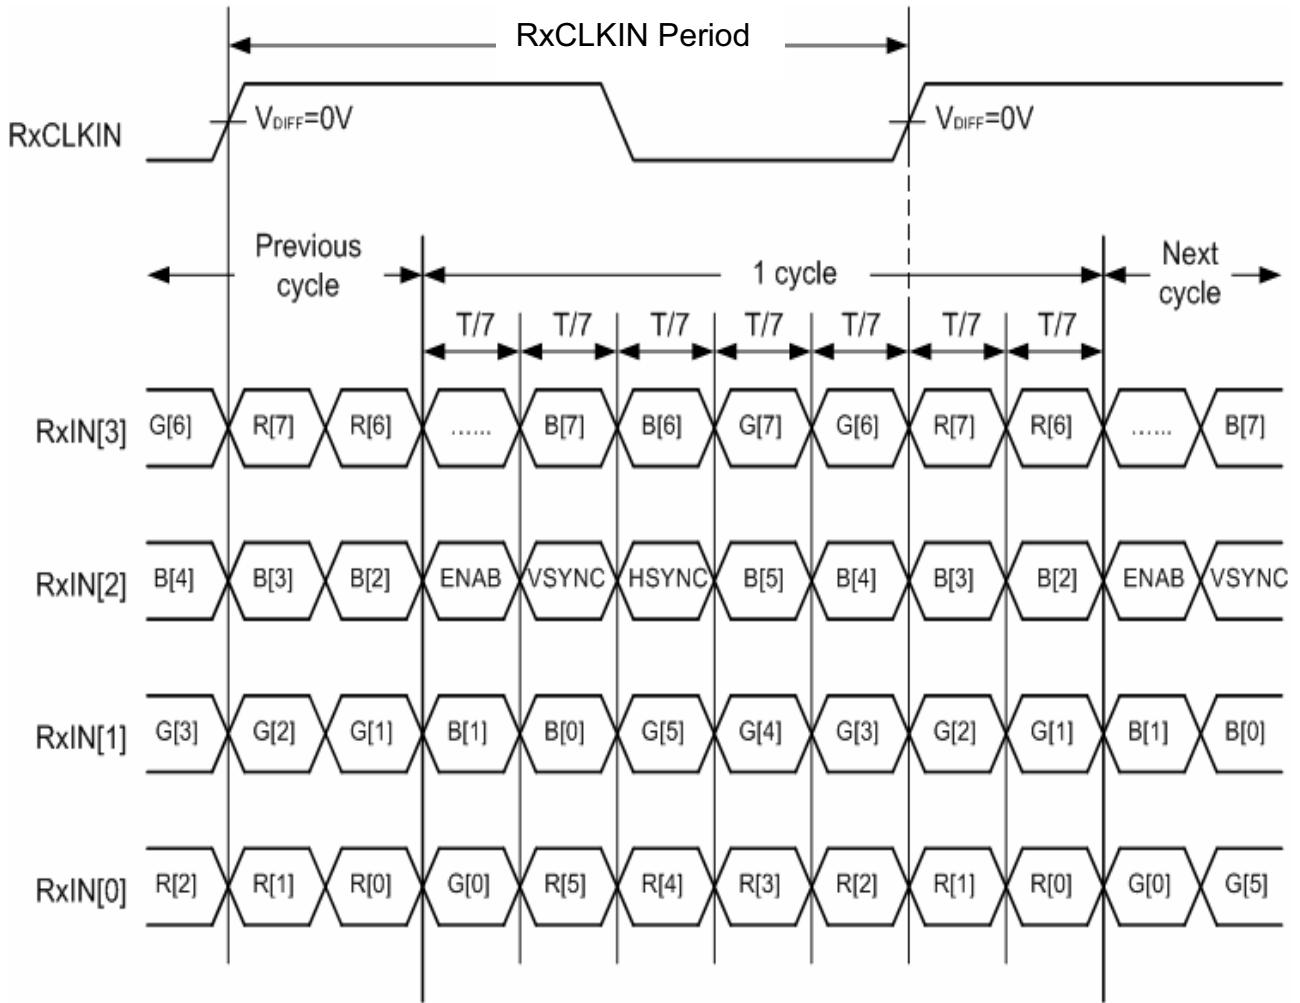 RxCLKIN Period
RxCLKIN
VDIFF=0V
VDIFF=0V
Previous
cycle
1 cycle
Next
cycle
T/7 T/7 T/7 T/7 T/7 T/7 T/7
RxIN[3] G[6] R[7] R[6] ...... B[7] B[6] G[7] G[6] R[7] R[6] ...... B[7]
RxIN[2] B[4] B[3] B[2] ENAB VSYNC HSYNC B[5] B[4] B[3] B[2] ENAB VSYNC
RxIN[1] G[3] G[2] G[1] B[1] B[0] G[5] G[4] G[3] G[2] G[1] B[1] B[0]
RxIN[0] R[2] R[1] R[0] G[0] R[5] R[4] R[3] R[2] R[1] R[0] G[0] G[5]